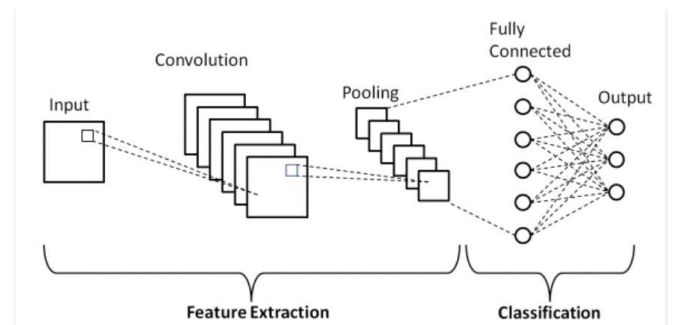 Input
Convolution
Pooling
Fully
Connected
Output
Feature Extraction
Classification